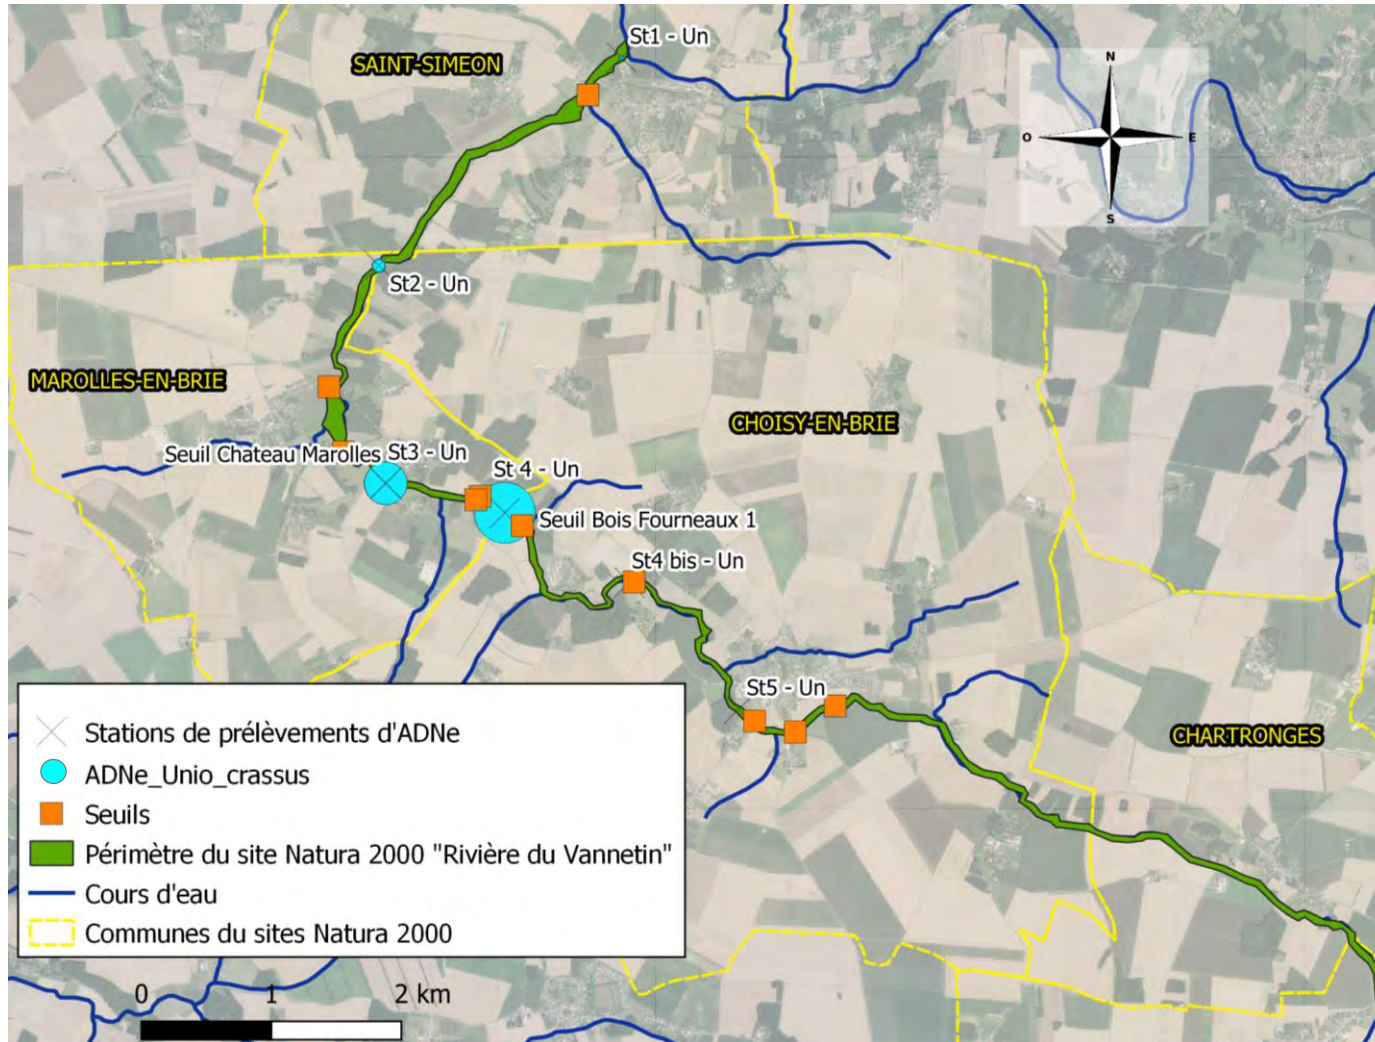 St1 - Un
SAINT-SIMEON
N
O
E
S
St2 - Un
MAROLLES-EN-BRIE
CHOISY-EN-BRIE
Seuil Château Marolles
St3 - Un
St 4 - Un
Seuil Bois Fourneaux 1
St4 bis - Un
St5 - Un
CHARTRONGES
Stations de prélèvements d'ADNe
ADNe_Unio_crassus
Seuils
Périmètre du site Natura 2000 "Rivière du Vannetin"
Cours d'eau
Communes du sites Natura 2000
0 1 2 km